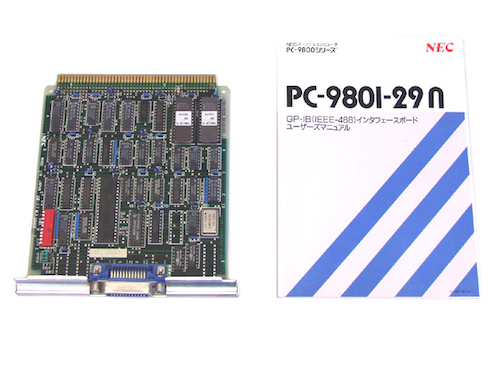 NECパーソナルコンピュータ
PC-9800シリーズ
NEC
PC-9801-29N
GP-IB(IEEE-488)インタフェースボード
ユーザーズマニュアル